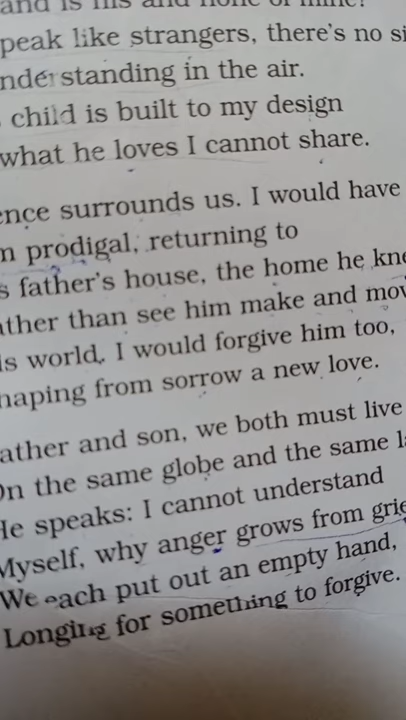 and is his and none of mine?
peak like strangers, there's no si
nderstanding in the air.
child is built to my design
what he loves I cannot share.
ence surrounds us. I would have
n prodigal, returning to
s father's house, the home he kno
ather than see him make and mov
is world. I would forgive him too,
haping from sorrow a new love.
ather and son, we both must live
On the same globe and the same la
He speaks: I cannot understand
Myself, why anger grows from grie
We each put out an empty hand,
Longing for something to forgive.